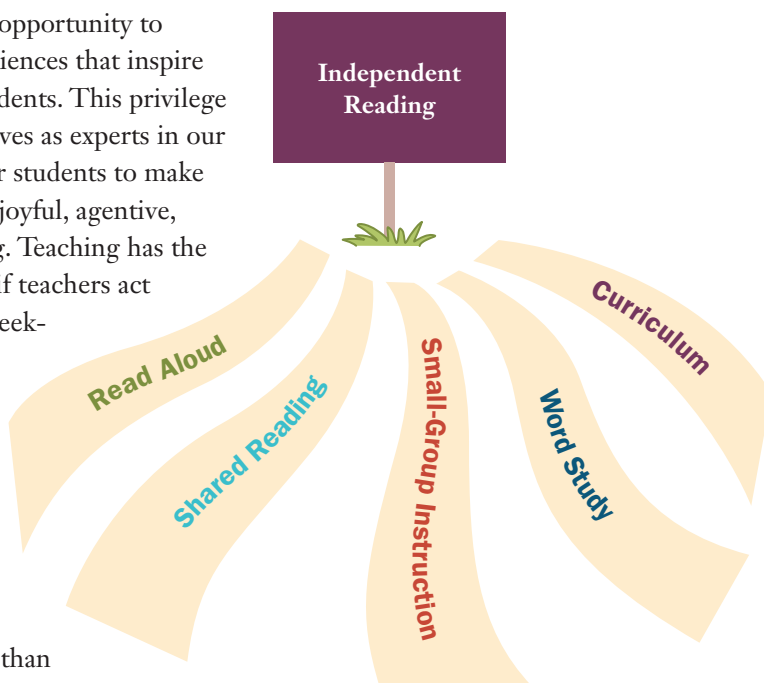 opportunity to
iences that inspire
dents. This privilege
ves as experts in our
r students to make
joyful, agentive,
g. Teaching has the
if teachers act
eek-
than
Independent
Reading
Read Aloud
Shared Reading
Small-Group Instruction
Word Study
Curriculum